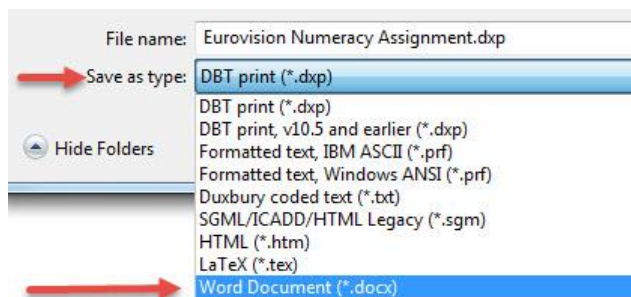 File name: Eurovision Numeracy Assignment.dxp
Save as type: DBT print (*.dxp)
DBT print (*.dxp)
DBT print, v10.5 and earlier (*.dxp)
Formatted text, IBM ASCII (*.prf)
Hide Folders
Formatted text, Windows ANSI (*.prf)
Duxbury coded text (*.txt)
SGML/ICADD/HTML Legacy (*.sgm)
HTML (*.htm)
LaTeX (*.tex)
Word Document (*.docx)